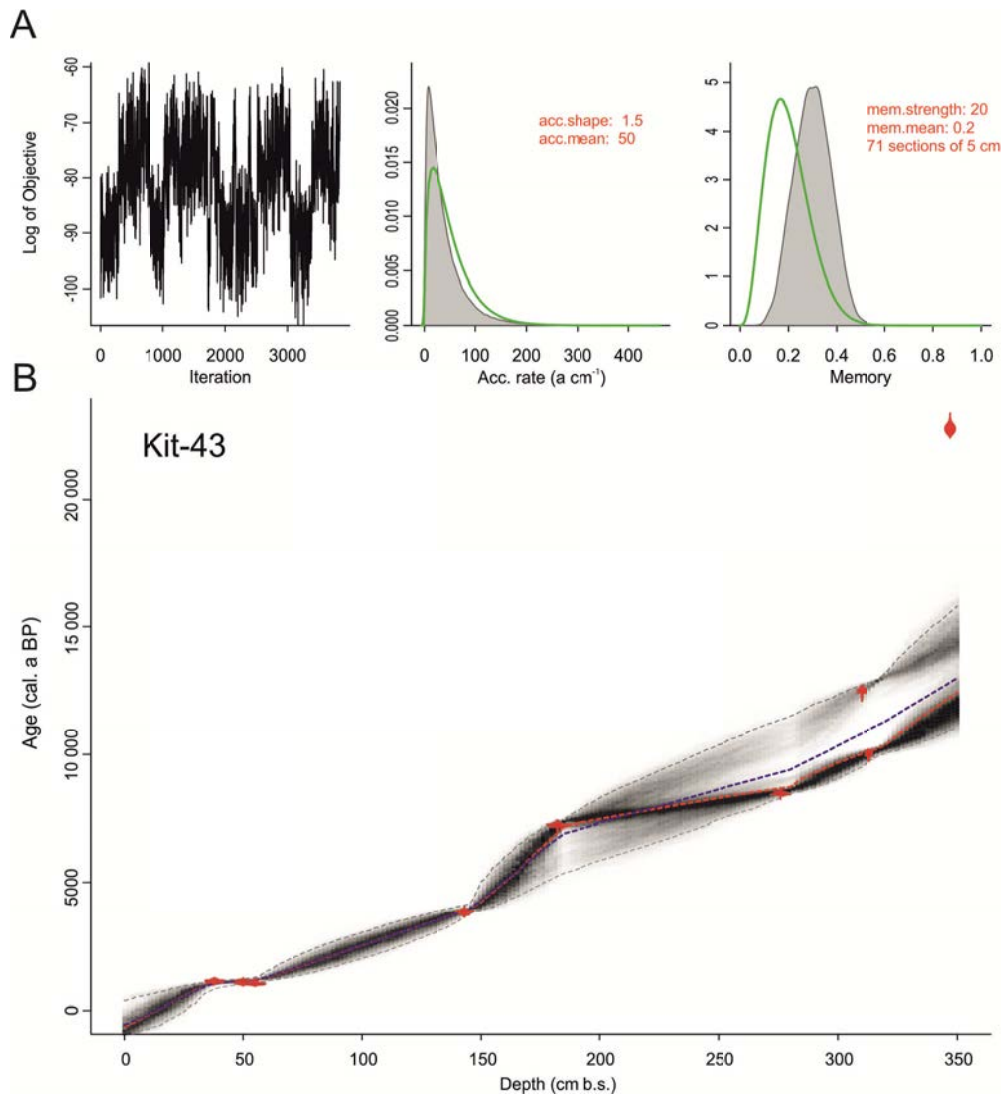 A
Log of Objective
-60
-70
-80
-90
-100
0 1000 2000 3000
Iteration
0.020
0.015
0.010
0.005
0.000
acc.shape: 1.5
acc.mean: 50
0 100 200 300 400
Acc. rate (a cm⁻¹)
5
4
3
2
1
0
mem.strength: 20
mem.mean: 0.2
71 sections of 5 cm
0.0 0.2 0.4 0.6 0.8 1.0
Memory
B
Kit-43
Age (cal. a BP)
20 000
15 000
10 000
5000
0
0 50 100 150 200 250 300 350
Depth (cm b.s.)